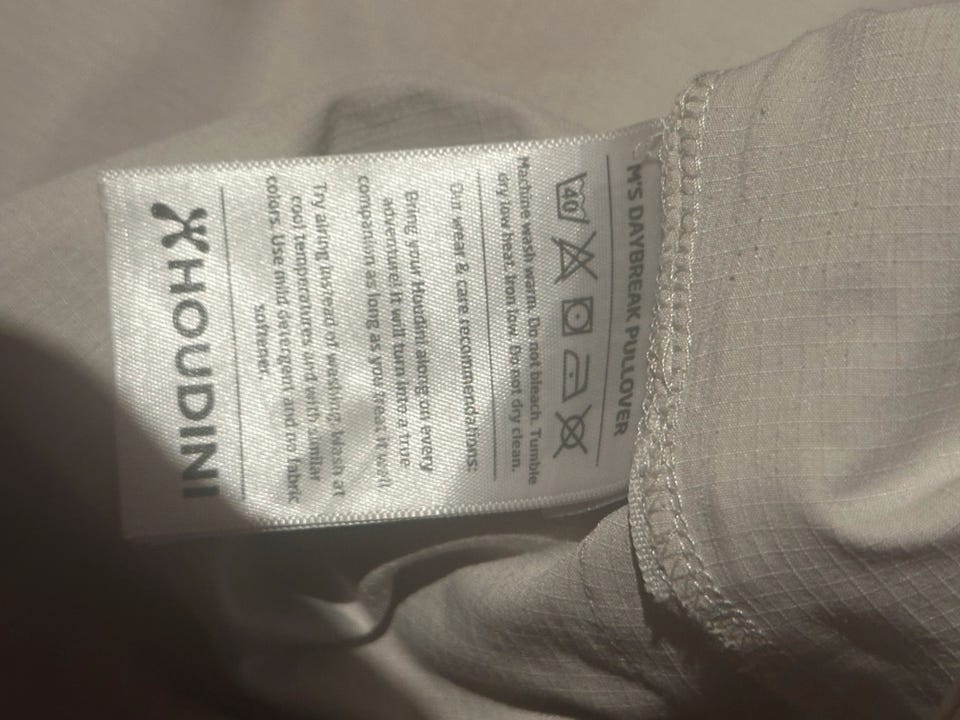 M'S DAYBREAK PULLOVER
40
Machine wash warm. Do not bleach. Tumble
dry low heat. Iron low. Do not dry clean.
Our wear & care recommendations:
Bring your Houdini along on every
adventure! It will turn into a true
companion as long as you treat it well.
Try airing instead of washing. Wash at
cool temperatures and with similar
colors. Use mild detergent and no fabric
softener.
HOUDINI